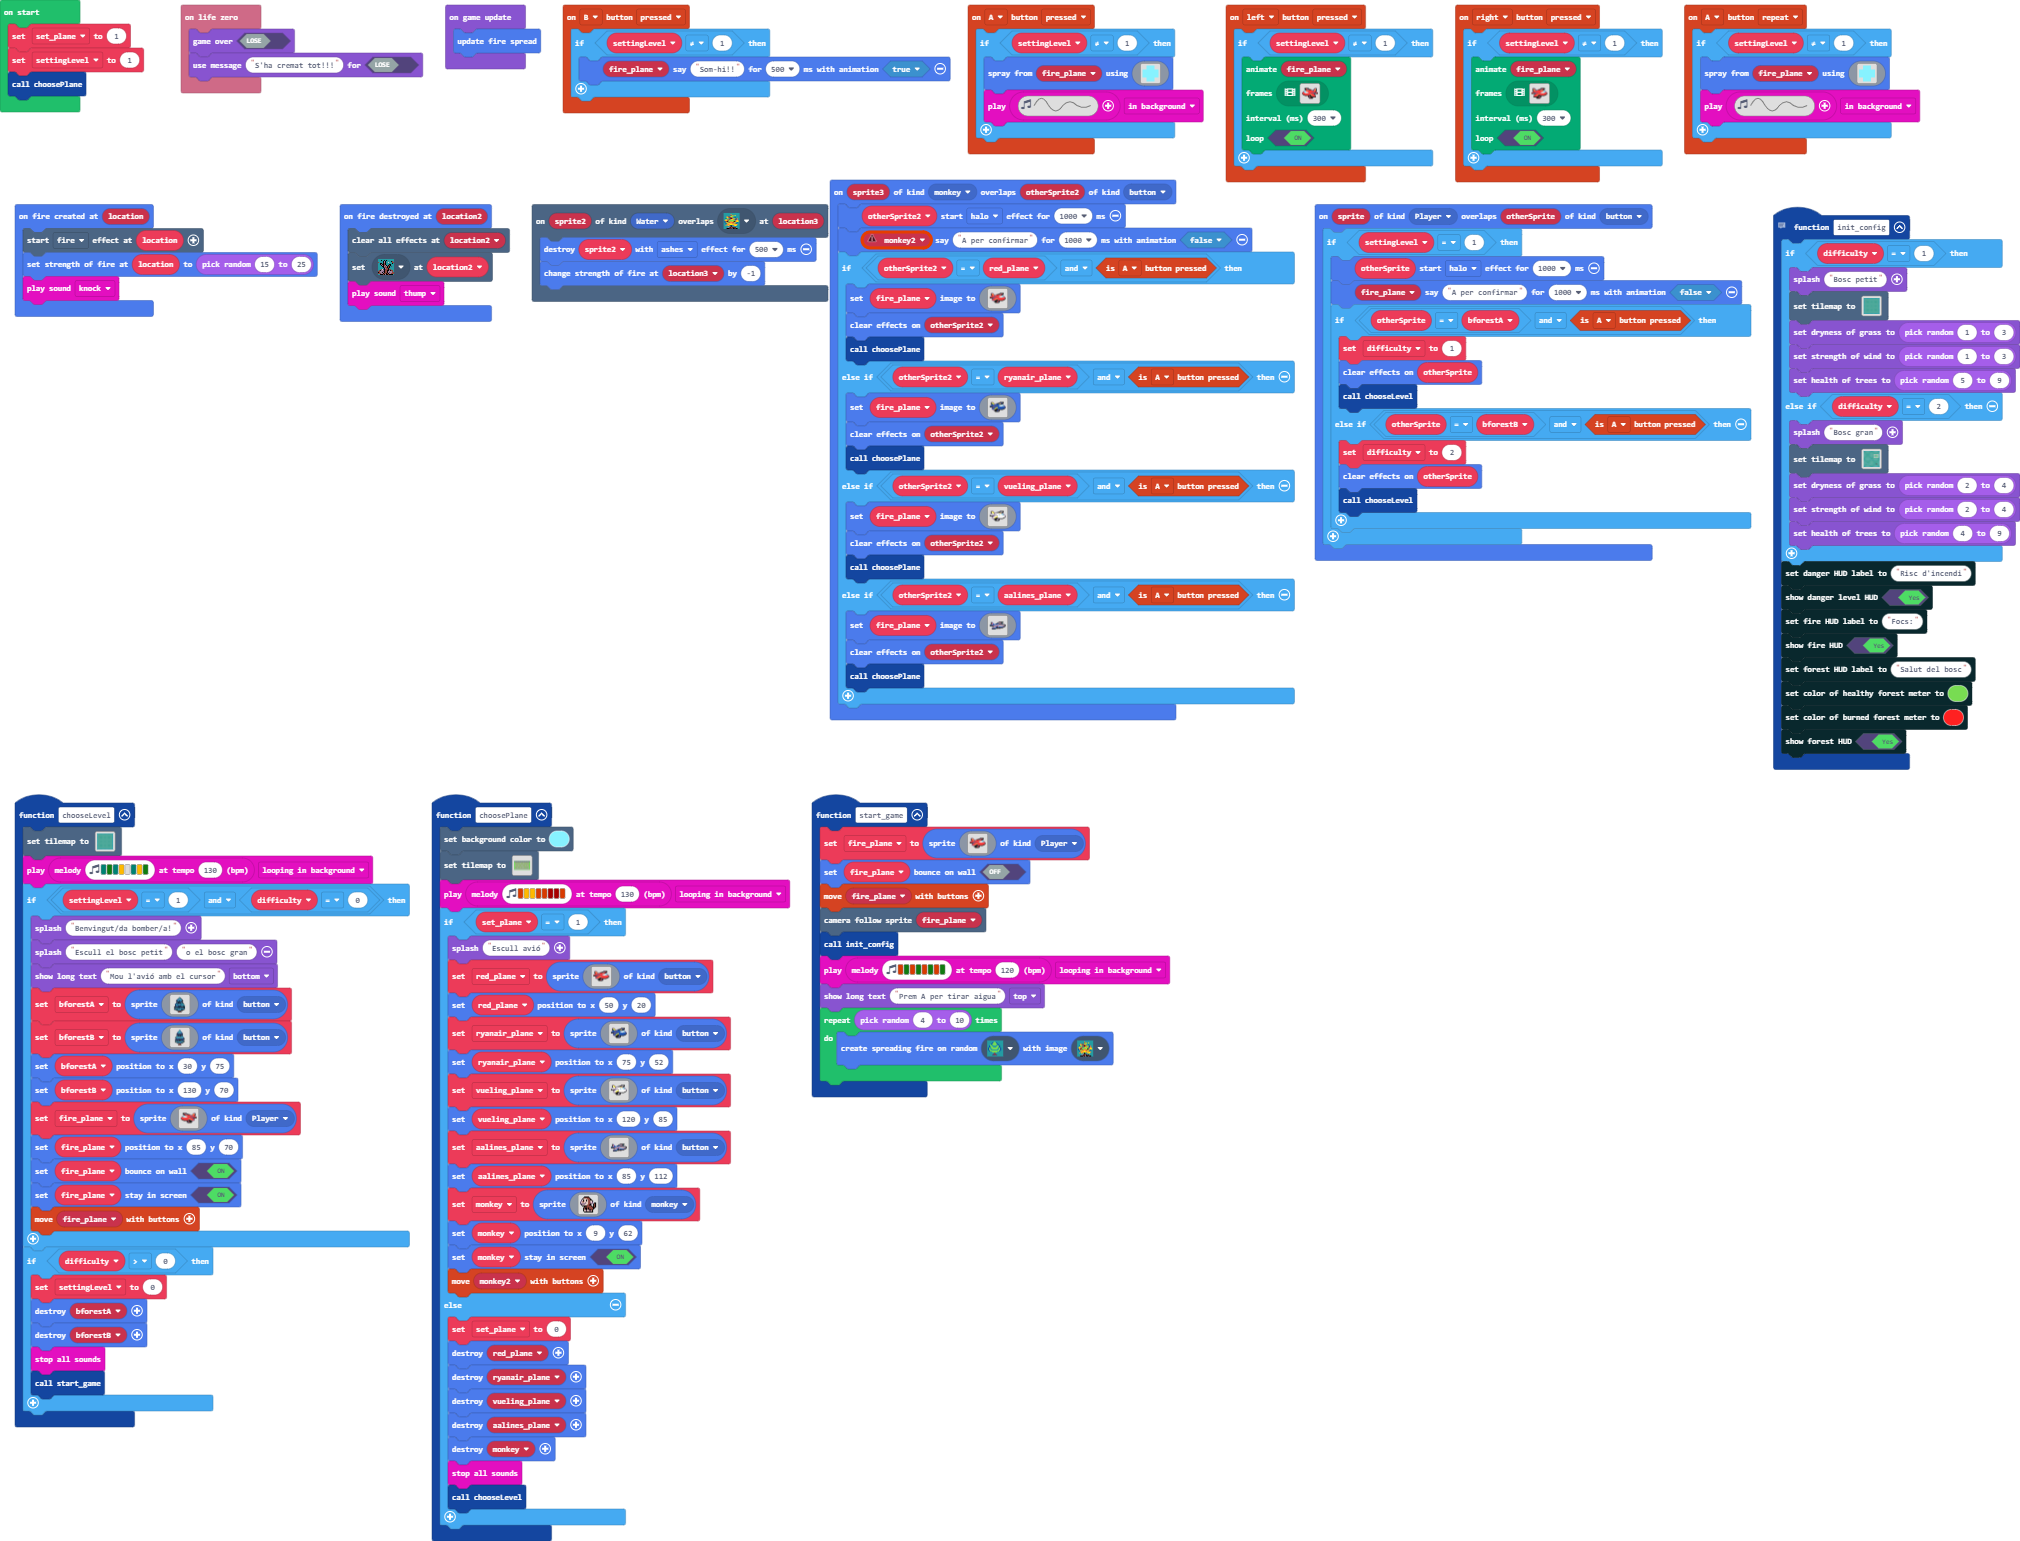 on start
set set_plane to 1
set settingLevel to 1
call choosePlane
on life zero
game over LOSE
use message "S'ha cremat tot!!!" for LOSE
on game update
update fire spread
on B button pressed
if settingLevel ≠ 1 then
fire_plane say "Som-hi!!" for 500 ms with animation true
on A button pressed
if settingLevel ≠ 1 then
spray from fire_plane using
play in background
on left button pressed
if settingLevel ≠ 1 then
animate fire_plane
frames
interval (ms) 300
loop ON
on right button pressed
if settingLevel ≠ 1 then
animate fire_plane
frames
interval (ms) 300
loop ON
on A button repeat
if settingLevel ≠ 1 then
spray from fire_plane using
play in background
on fire created at location
start fire effect at location
set strength of fire at location to pick random 15 to 25
play sound knock
on fire destroyed at location2
clear all effects at location2
set at location2
play sound thump
on sprite2 of kind Water overlaps at location3
destroy sprite2 with ashes effect for 500 ms
change strength of fire at location3 by -1
on sprite3 of kind monkey overlaps otherSprite2 of kind button
otherSprite2 start halo effect for 1000 ms
monkey2 say "A per confirmar" for 1000 ms with animation false
if otherSprite2 = red_plane and is A button pressed then
set fire_plane image to
clear effects on otherSprite2
call choosePlane
else if otherSprite2 = ryanair_plane and is A button pressed then
set fire_plane image to
clear effects on otherSprite2
call choosePlane
else if otherSprite2 = vueling_plane and is A button pressed then
set fire_plane image to
clear effects on otherSprite2
call choosePlane
else if otherSprite2 = aalines_plane and is A button pressed then
set fire_plane image to
clear effects on otherSprite2
call choosePlane
on sprite of kind Player overlaps otherSprite of kind button
if settingLevel = 1 then
otherSprite start halo effect for 1000 ms
fire_plane say "A per confirmar" for 1000 ms with animation false
if otherSprite = bforestA and is A button pressed then
set difficulty to 1
clear effects on otherSprite
call chooseLevel
else if otherSprite = bforestB and is A button pressed then
set difficulty to 2
clear effects on otherSprite
call chooseLevel
function init_config
if difficulty = 1 then
splash "Bosc petit"
set tilemap to
set dryness of grass to pick random 1 to 3
set strength of wind to pick random 1 to 3
set health of trees to pick random 5 to 9
else if difficulty = 2 then
splash "Bosc gran"
set tilemap to
set dryness of grass to pick random 2 to 4
set strength of wind to pick random 2 to 4
set health of trees to pick random 4 to 9
set danger HUD label to "Risc d'incendi"
show danger level HUD Yes
set fire HUD label to "Focs:"
show fire HUD Yes
set forest HUD label to "Salut del bosc"
set color of healthy forest meter to
set color of burned forest meter to
show forest HUD Yes
function chooseLevel
set tilemap to
play melody at tempo 130 (bpm) looping in background
if settingLevel = 1 and difficulty = 0 then
splash "Benvingut/da bomber/a!"
splash "Escull el bosc petit" "o el bosc gran"
show long text "Mou l'avió amb el cursor" bottom
set bforestA to sprite of kind button
set bforestB to sprite of kind button
set bforestA position to x 30 y 75
set bforestB position to x 130 y 70
set fire_plane to sprite of kind Player
set fire_plane position to x 85 y 70
set fire_plane bounce on wall ON
set fire_plane stay in screen ON
move fire_plane with buttons
if difficulty > 0 then
set settingLevel to 0
destroy bforestA
destroy bforestB
stop all sounds
call start_game
function choosePlane
set background color to
set tilemap to
play melody at tempo 130 (bpm) looping in background
if set_plane = 1 then
splash "Escull avió"
set red_plane to sprite of kind button
set red_plane position to x 50 y 20
set ryanair_plane to sprite of kind button
set ryanair_plane position to x 75 y 52
set vueling_plane to sprite of kind button
set vueling_plane position to x 120 y 85
set aalines_plane to sprite of kind button
set aalines_plane position to x 85 y 112
set monkey to sprite of kind monkey
set monkey position to x 9 y 62
set monkey stay in screen ON
move monkey2 with buttons
else
set set_plane to 0
destroy red_plane
destroy ryanair_plane
destroy vueling_plane
destroy aalines_plane
destroy monkey
stop all sounds
call chooseLevel
function start_game
set fire_plane to sprite of kind Player
set fire_plane bounce on wall OFF
move fire_plane with buttons
camera follow sprite fire_plane
call init_config
play melody at tempo 120 (bpm) looping in background
show long text "Prem A per tirar aigua" top
repeat pick random 4 to 10 times
do
create spreading fire on random with image